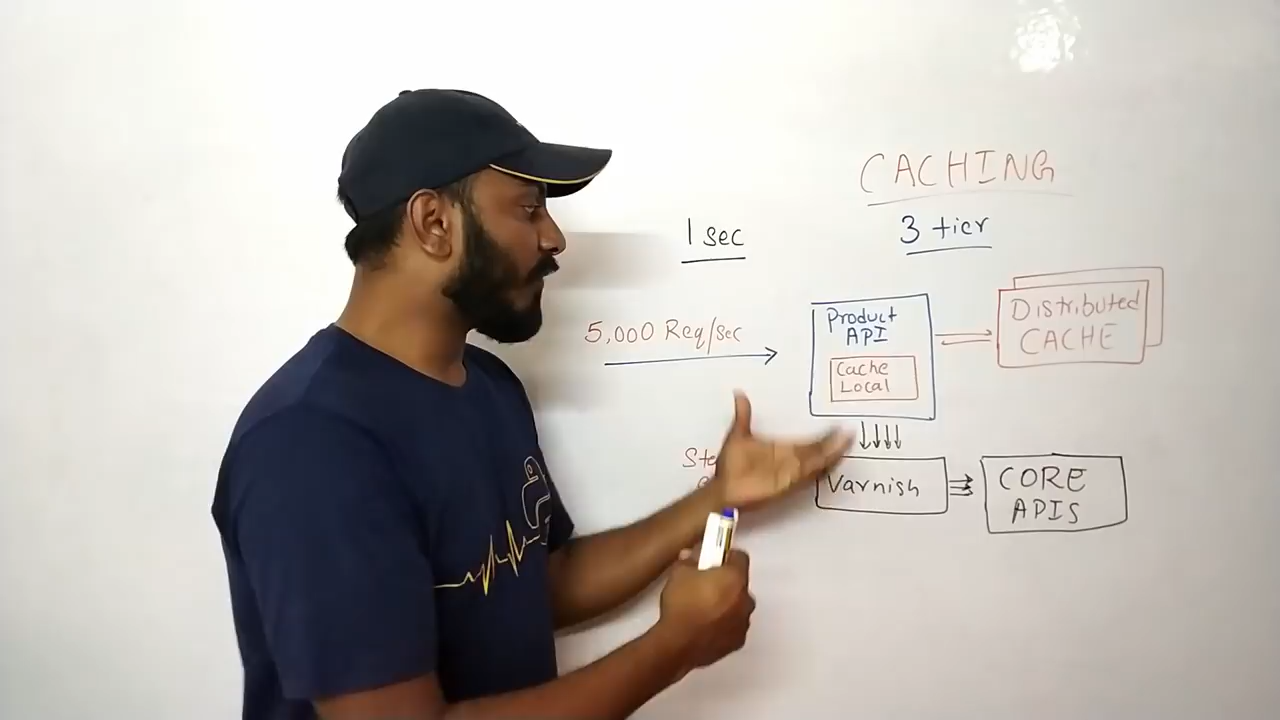 CACHING
3 tier
1 sec
5,000 Req/sec
Product
API
Cache
Local
Distributed
CACHE
Varnish
CORE
APIs